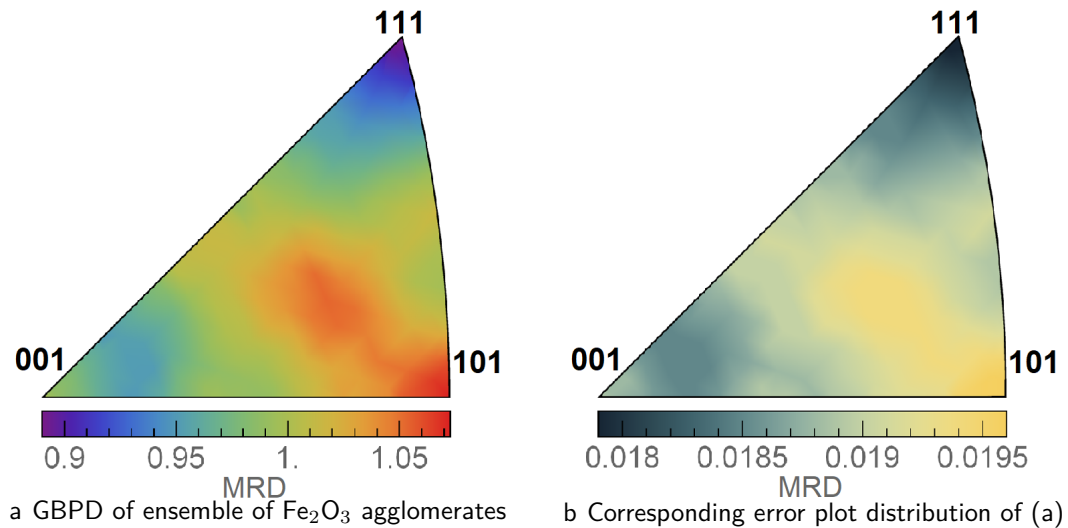 111
001
101
0.9 0.95 1. 1.05
MRD
a GBPD of ensemble of Fe₂O₃ agglomerates
111
001
101
0.018 0.0185 0.019 0.0195
MRD
b Corresponding error plot distribution of (a)